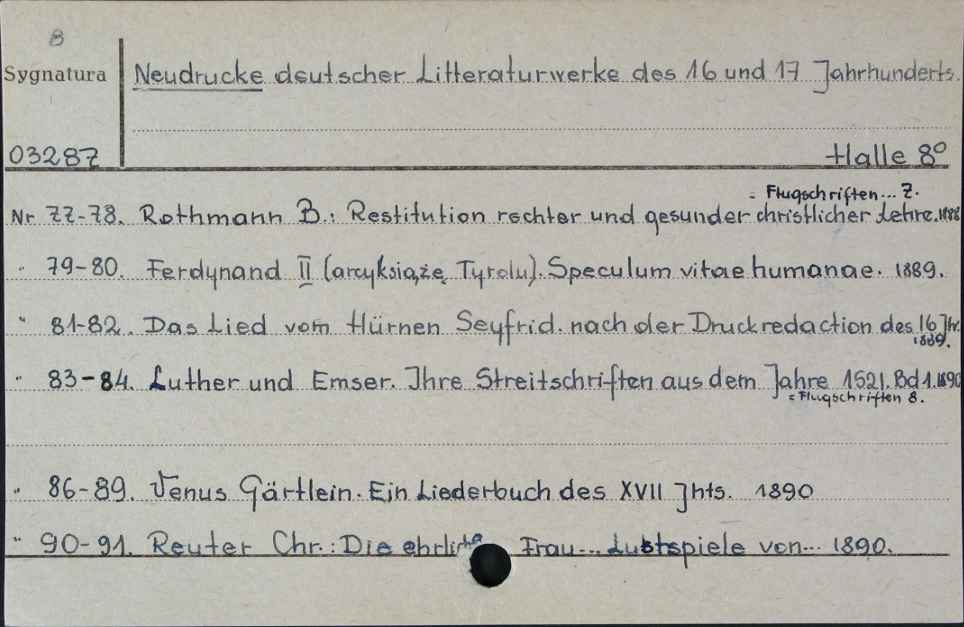 8
Sygnatura Neudrucke deutscher Litteraturwerke des 16 und 17 Jahrhunderts.
03287 Halle 8°
= Flugschriften... 7.
Nr 77-78. Rothmann B.: Restitution rechter und gesunder christlicher Lehre. 1888
" 79-80. Ferdynand II (arcyksiążę Tyrolu). Speculum vitae humanae. 1889.
" 81-82. Das Lied vom Hürnen Seyfrid. nach der Druckredaction des 16 Jhr.
1889.
" 83-84. Luther und Emser. Ihre Streitschriften aus dem Jahre 1521. Bd 1. 1890
= Flugschriften 8.
" 86-89. Venus Gärtlein. Ein Liederbuch des XVII Jhts. 1890
" 90-91. Reuter Chr.: Die ehrliche Frau... Lustspiele von... 1890.